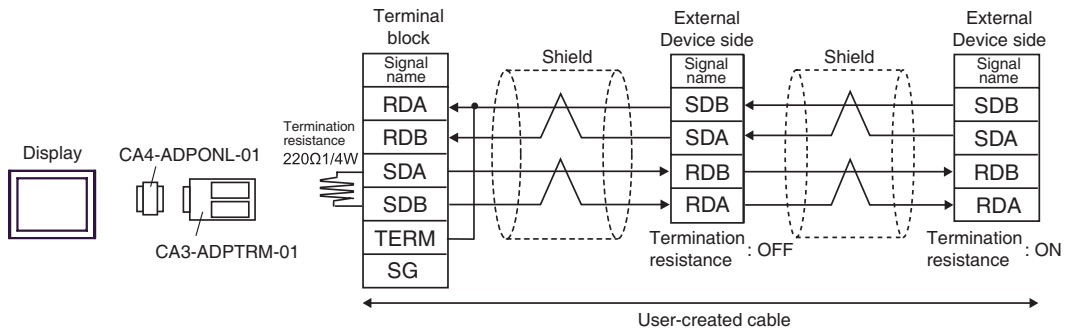 Display
CA4-ADPONL-01
CA3-ADPTRM-01
Termination
resistance
220Ω1/4W
Terminal
block
Signal
name
RDA
RDB
SDA
SDB
TERM
SG
Shield
External
Device side
Signal
name
SDB
SDA
RDB
RDA
Termination
resistance : OFF
Shield
External
Device side
Signal
name
SDB
SDA
RDB
RDA
Termination
resistance : ON
User-created cable